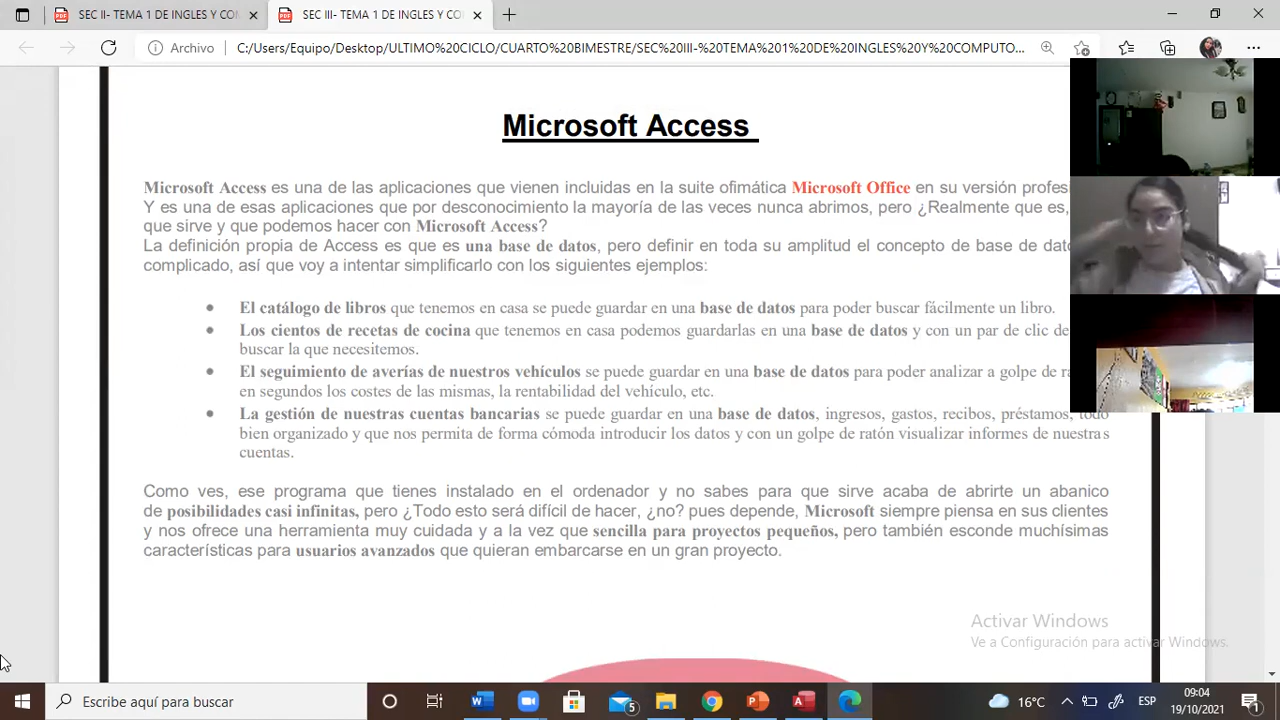 SEC II- TEMA 1 DE INGLES Y CO
SEC III- TEMA 1 DE INGLES Y COM
Archivo
C:/Users/Equipo/Desktop/ULTIMO%20CICLO/CUARTO%20BIMESTRE/SEC%20III-%20TEMA%201%20DE%20INGLES%20Y%20COMPUTO...
Microsoft Access
Microsoft Access es una de las aplicaciones que vienen incluidas en la suite ofimática Microsoft Office en su versión
Y es una de esas aplicaciones que por desconocimiento la mayoría de las veces nunca abrimos, pero ¿Realmente que es,
que sirve y que podemos hacer con Microsoft Access?
La definición propia de Access es que es una base de datos, pero definir en toda su amplitud el concepto de base de
complicado, así que voy a intentar simplificarlo con los siguientes ejemplos:
• El catálogo de libros que tenemos en casa se puede guardar en una base de datos para poder buscar fácilmente un libro.
• Los cientos de recetas de cocina que tenemos en casa podemos guardarlas en una base de datos y con un par de clic
buscar la que necesitemos.
• El seguimiento de averías de nuestros vehículos se puede guardar en una base de datos para poder analizar a golpe de
en segundos los costes de las mismas, la rentabilidad del vehículo, etc.
• La gestión de nuestras cuentas bancarias se puede guardar en una base de datos, ingresos, gastos, recibos, préstamos, todo
bien organizado y que nos permita de forma cómoda introducir los datos y con un golpe de ratón visualizar informes de nuestras
cuentas.
Como ves, ese programa que tienes instalado en el ordenador y no sabes para que sirve acaba de abrirte un abanico
de posibilidades casi infinitas, pero ¿Todo esto será difícil de hacer, ¿no? pues depende, Microsoft siempre piensa en sus clientes
y nos ofrece una herramienta muy cuidada y a la vez que sencilla para proyectos pequeños, pero también esconde muchísimas
características para usuarios avanzados que quieran embarcarse en un gran proyecto.
Activar Windows
Ve a Configuración para activar Windows.
Escribe aquí para buscar
5
16°C
ESP
09:04
19/10/2021
1